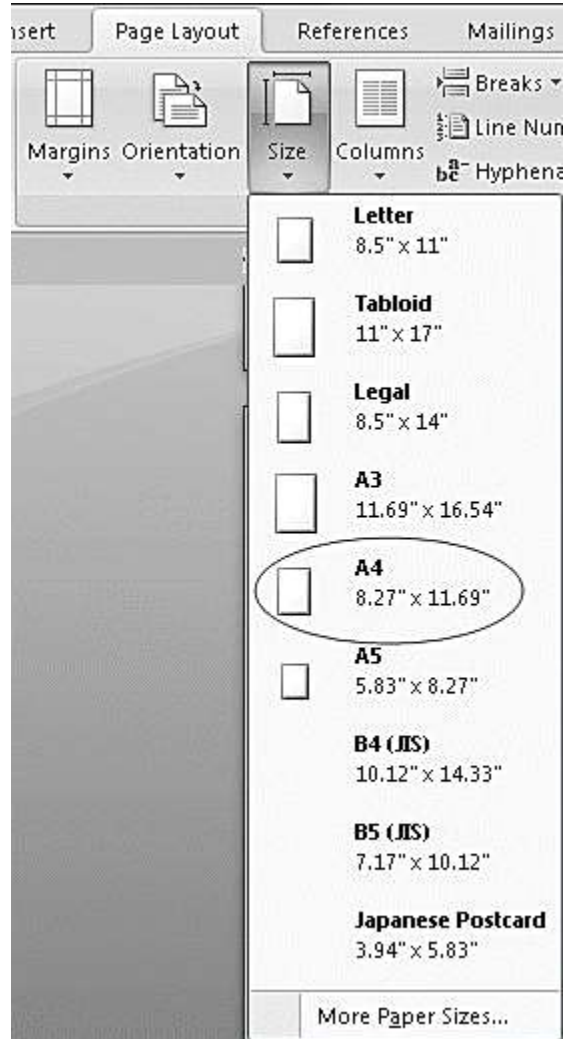 nsert Page Layout References Mailings
Margins Orientation Size Columns
Breaks
Line Num
Hyphena
Letter
8.5" x 11"
Tabloid
11" x 17"
Legal
8.5" x 14"
A3
11.69" x 16.54"
A4
8.27" x 11.69"
A5
5.83" x 8.27"
B4 (JIS)
10.12" x 14.33"
B5 (JIS)
7.17" x 10.12"
Japanese Postcard
3.94" x 5.83"
More Paper Sizes...